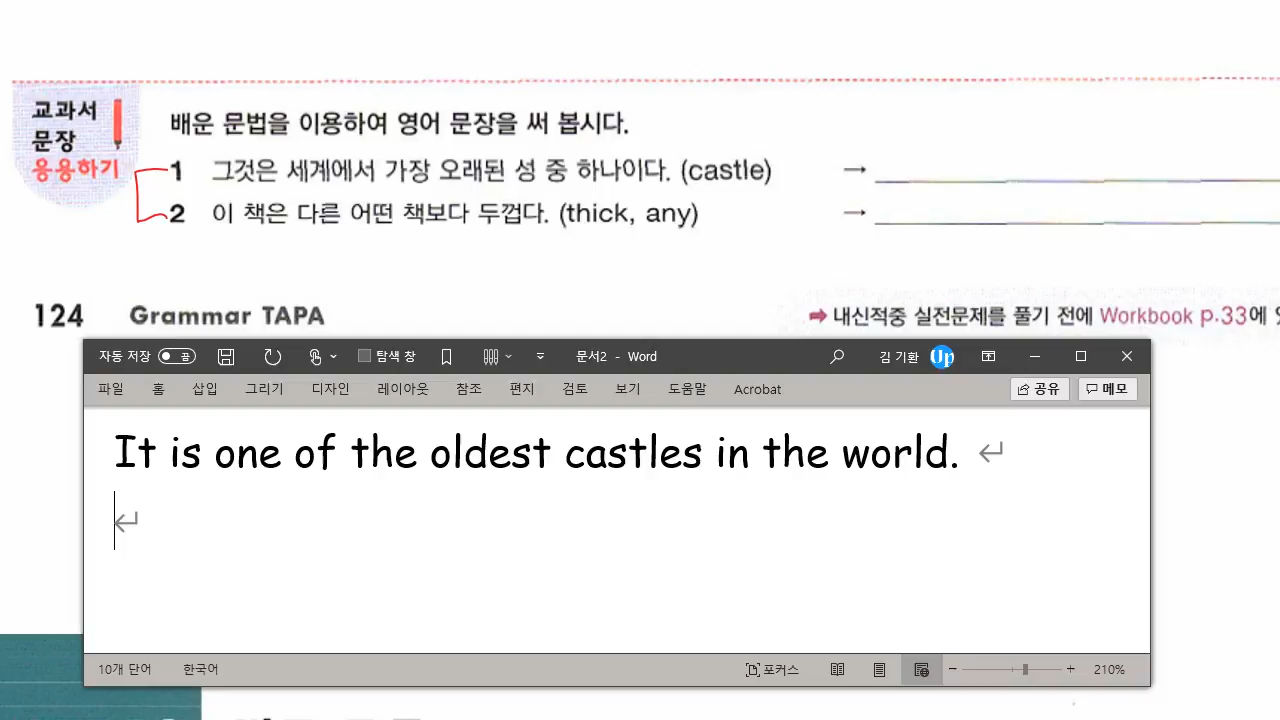 교과서
문장
응용하기
배운 문법을 이용하여 영어 문장을 써 봅시다.
1 그것은 세계에서 가장 오래된 성 중 하나이다. (castle) →
2 이 책은 다른 어떤 책보다 두껍다. (thick, any) →
124 Grammar TAPA
➡ 내신적중 실전문제를 풀기 전에 Workbook p.33에
자동 저장 탐색 창 문서2 - Word 김 기환 Up
파일 홈 삽입 그리기 디자인 레이아웃 참조 편지 검토 보기 도움말 Acrobat 공유 메모
It is one of the oldest castles in the world.
10개 단어 한국어 포커스 210%